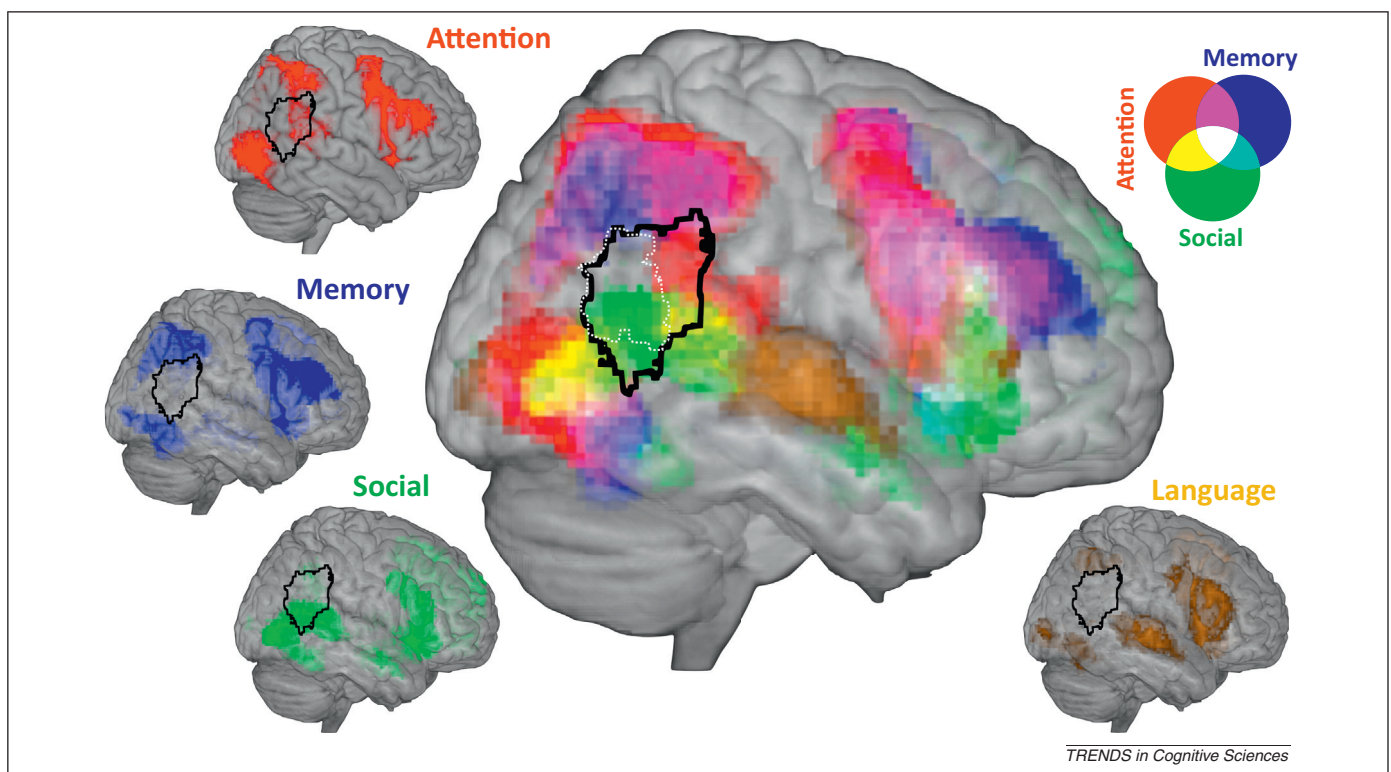 Attention
Memory
Attention
Social
Memory
Social
Language
TRENDS in Cognitive Sciences